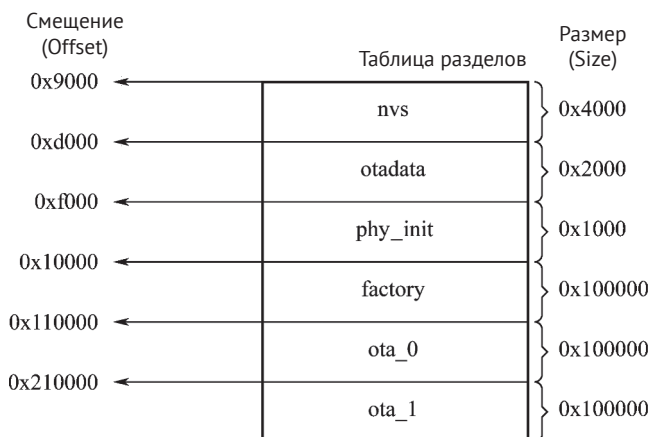 Смещение
(Offset)
Таблица разделов
Размер
(Size)
0x9000
nvs
0x4000
0xd000
otadata
0x2000
0xf000
phy_init
0x1000
0x10000
factory
0x100000
0x110000
ota_0
0x100000
0x210000
ota_1
0x100000